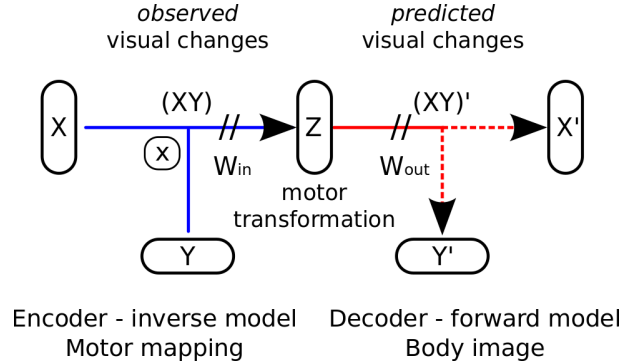 observed
visual changes
predicted
visual changes
X
(XY)
x
//
Win
Z
(XY)'
//
Wout
X'
motor
transformation
Y
Y'
Encoder - inverse model
Motor mapping
Decoder - forward model
Body image